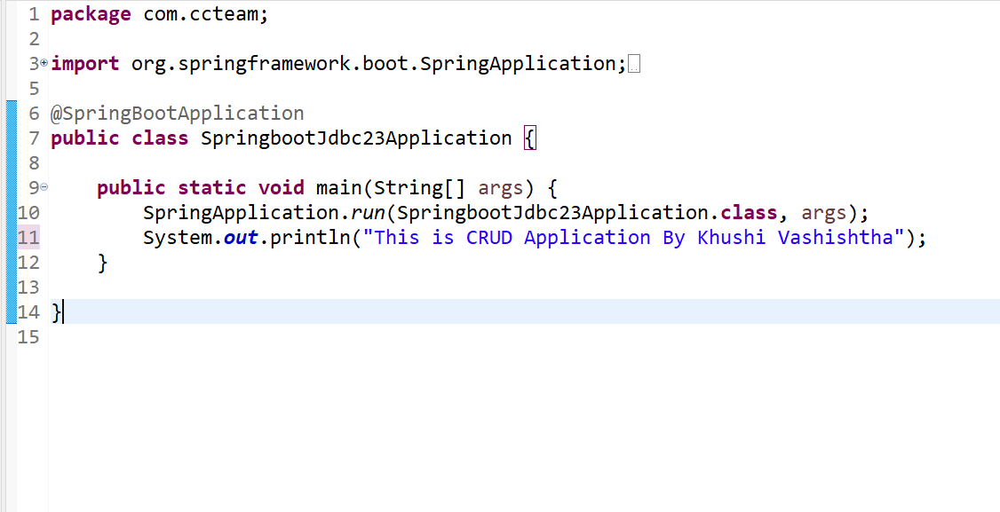 1 package com.ccteam;
2
3 import org.springframework.boot.SpringApplication;
5
6 @SpringBootApplication
7 public class SpringbootJdbc23Application {
8
9 public static void main(String[] args) {
10 SpringApplication.run(SpringbootJdbc23Application.class, args);
11 System.out.println("This is CRUD Application By Khushi Vashishtha");
12 }
13
14 }
15